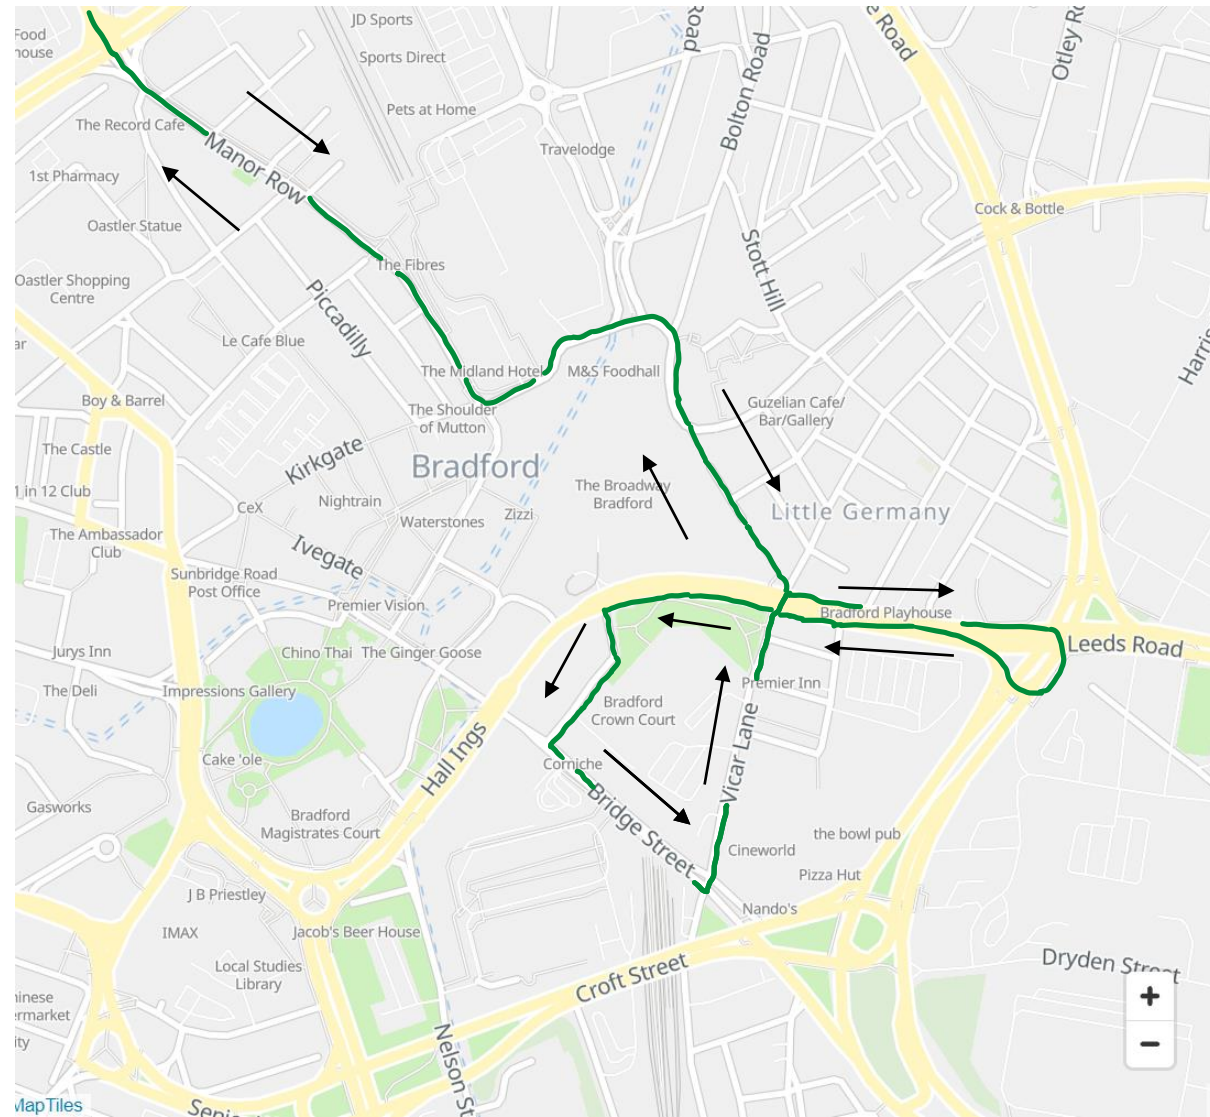 JD Sports
Food
house
Sports Direct
e Road
Road
Bolton Road
Otley Ro
Pets at Home
The Record Cafe
Manor Row
Travelodge
1st Pharmacy
Cock & Bottle
Oastler Statue
Stott Hill
The Fibres
Oastler Shopping
Centre
Piccadilly
Harris
ar
Le Cafe Blue
The Midland Hotel
M&S Foodhall
Boy & Barrel
The Shoulder
of Mutton
Guzelian Cafe/
Bar/Gallery
The Castle
Kirkgate
Bradford
1 in 12 Club
Nightrain
The Broadway
Bradford
CeX
Zizzi
Waterstones
Little Germany
The Ambassador
Club
Ivegate
Sunbridge Road
Post Office
Premier Vision
Bradford Playhouse
Leeds Road
Jurys Inn
Chino Thai
The Ginger Goose
The Deli
Impressions Gallery
Premier Inn
Bradford
Crown Court
Vicar Lane
Hall Ings
Cake 'ole
Corniche
Bridge Street
Gasworks
Bradford
Magistrates Court
the bowl pub
Cineworld
Pizza Hut
J B Priestley
Nando's
IMAX
Jacob's Beer House
Local Studies
Library
Croft Street
Dryden Street
hinese
ermarket
+
ity
−
Nelson St
MapTiles
Senio